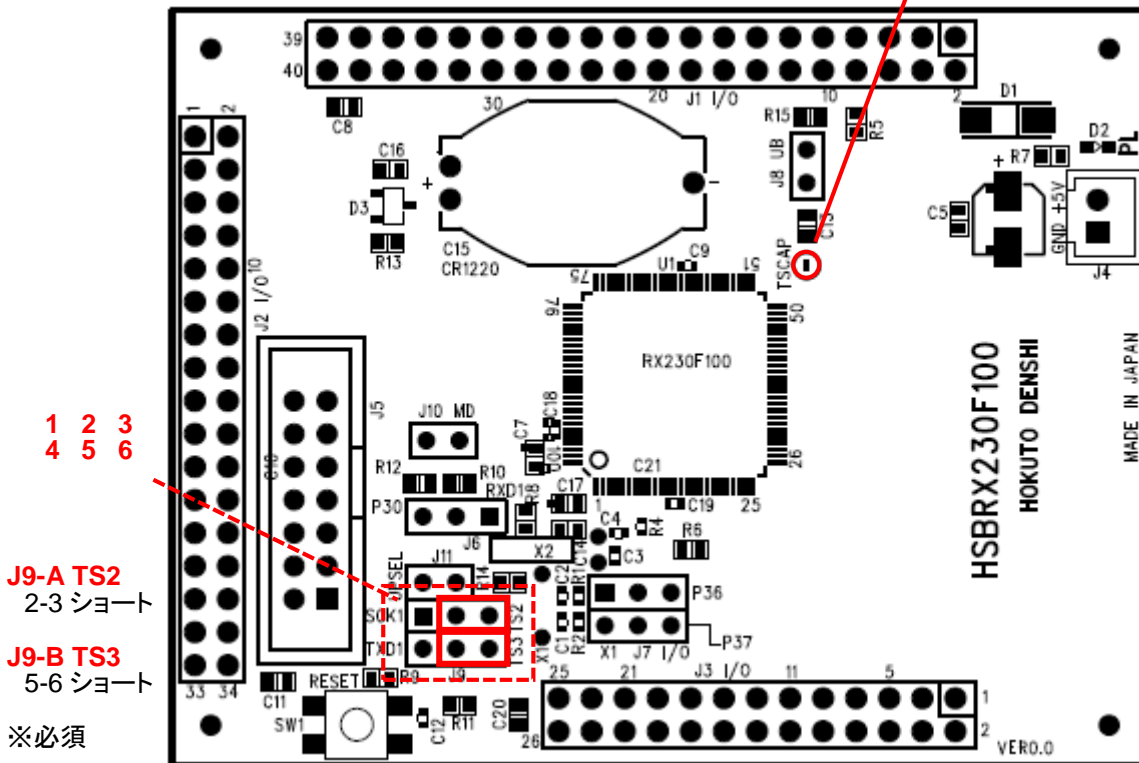 39
40
30
20
J1 I/O
10
2
D1
D2
PL
C8
R15
R5
R7
1 2
C16
UB
J8
+
-
+
D3
C13
C5
+5V
GND
J4
R13
C15
CR1220
U1
C9
TSCAP
75
51
10
J2 I/O
76
50
RX230F100
HSBRX230F100
HOKUTO DENSHI
MADE IN JAPAN
J5
C10
J10 MD
C18
C7
100
26
1 2 3
4 5 6
R12
R10
RXD1
R8
C17
C21
1
25
C19
P30
J6
C4
R4
R6
X2
C14
C3
J11
UPSEL
R14
C2
R1
P36
J9-A TS2
2-3 ショート
SCK1
TS2
C1
R2
P37
J9-B TS3
5-6 ショート
TXD1
TS3
J9
X1
X1 J7 I/O
33 34
C11
RESET
R9
25
21
J3 I/O
11
5
1
※必須
SW1
C12
R11
C20
26
2
VER0.0